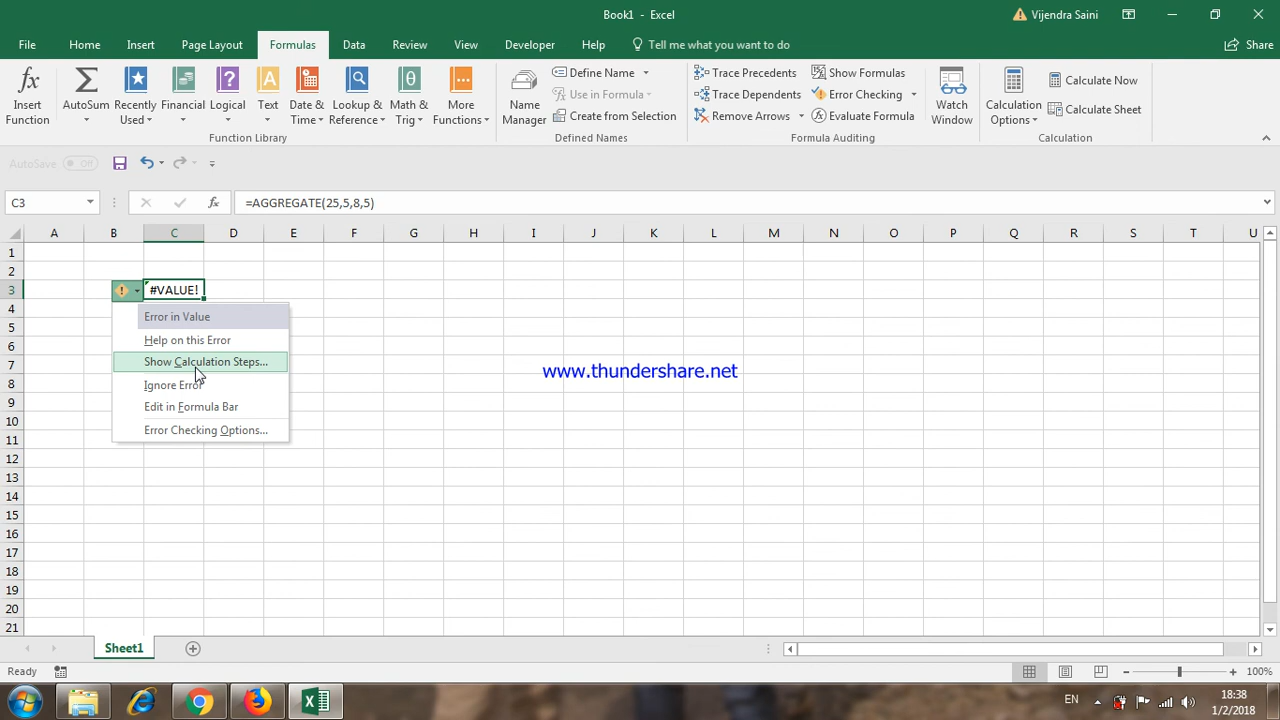 Book1 - Excel
Vijendra Saini
File Home Insert Page Layout Formulas Data Review View Developer Help Tell me what you want to do Share
Insert Function
AutoSum
Recently Used
Financial
Logical
Text
Date & Time
Lookup & Reference
Math & Trig
More Functions
Function Library
Name Manager
Define Name
Use in Formula
Create from Selection
Defined Names
Trace Precedents
Trace Dependents
Remove Arrows
Show Formulas
Error Checking
Evaluate Formula
Formula Auditing
Watch Window
Calculation Options
Calculate Now
Calculate Sheet
Calculation
AutoSave Off
C3 fx =AGGREGATE(25,5,8,5)
A B C D E F G H I J K L M N O P Q R S T U
1
2
3 #VALUE!
4
5
6
7
8
9
10
11
12
13
14
15
16
17
18
19
20
21
Error in Value
Help on this Error
Show Calculation Steps...
Ignore Error
Edit in Formula Bar
Error Checking Options...
www.thundershare.net
Sheet1
Ready 100%
EN 18:38
1/2/2018